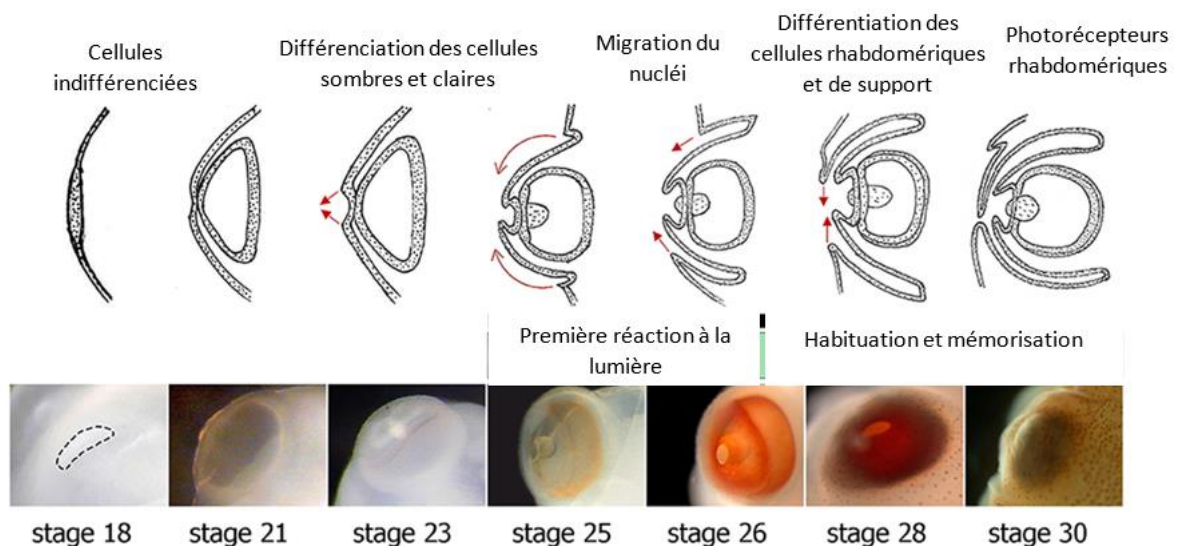 Cellules
indifférenciées
Différenciation des cellules
sombres et claires
Migration du
nucléi
Différentiation des
cellules rhabdomériques
et de support
Photorécepteurs
rhabdomériques
Première réaction à la
lumière
Habituation et mémorisation
stage 18
stage 21
stage 23
stage 25
stage 26
stage 28
stage 30